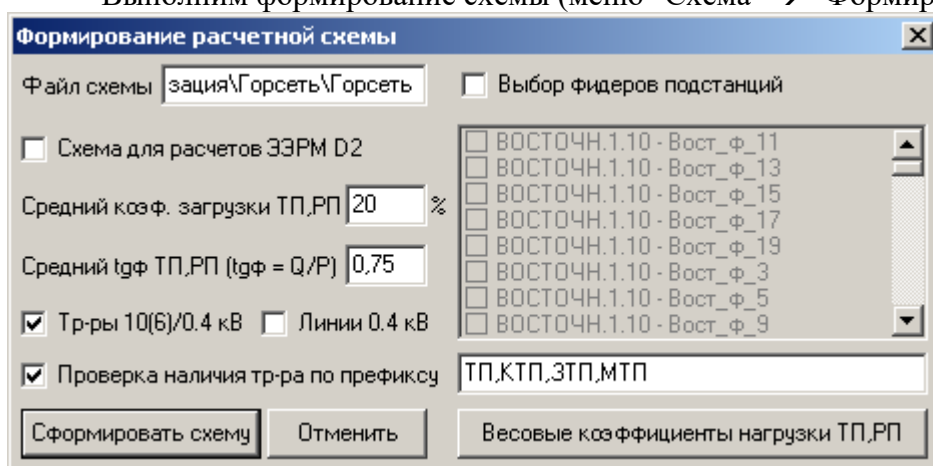 Выполним формирование схемы (меню "Схема" → "Формир
Формирование расчетной схемы
Файл схемы зация\Горсеть\Горсеть
Выбор фидеров подстанций
Схема для расчетов ЭЭРМ D2
ВОСТОЧН.1.10 - Вост_ф_11
ВОСТОЧН.1.10 - Вост_ф_13
ВОСТОЧН.1.10 - Вост_ф_15
ВОСТОЧН.1.10 - Вост_ф_17
ВОСТОЧН.1.10 - Вост_ф_19
ВОСТОЧН.1.10 - Вост_ф_3
ВОСТОЧН.1.10 - Вост_ф_5
ВОСТОЧН.1.10 - Вост_ф_9
Средний коэф. загрузки ТП,РП 20 %
Средний tgφ ТП,РП (tgφ = Q/P) 0,75
Тр-ры 10(6)/0.4 кВ
Линии 0.4 кВ
Проверка наличия тр-ра по префиксу
ТП,КТП,ЗТП,МТП
Сформировать схему
Отменить
Весовые коэффициенты нагрузки ТП,РП